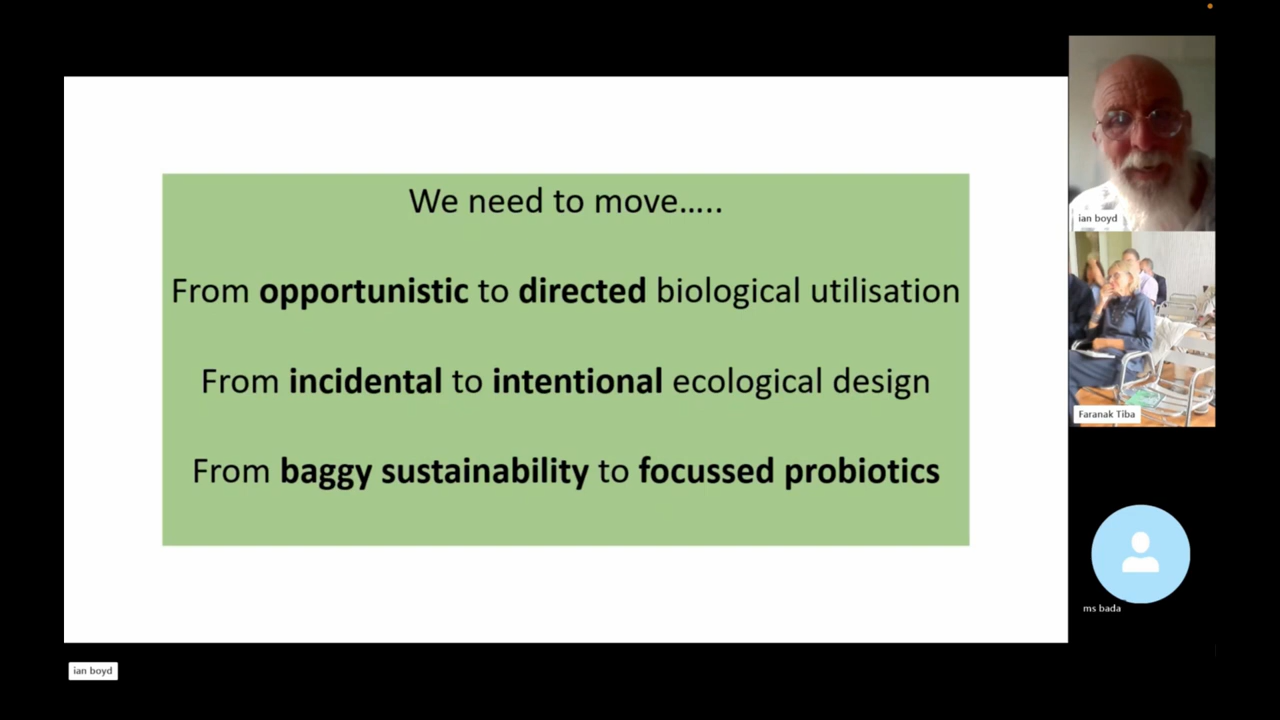 We need to move.....
From opportunistic to directed biological utilisation
From incidental to intentional ecological design
From baggy sustainability to focussed probiotics
ian boyd
Faranak Tiba
ms bada
ian boyd